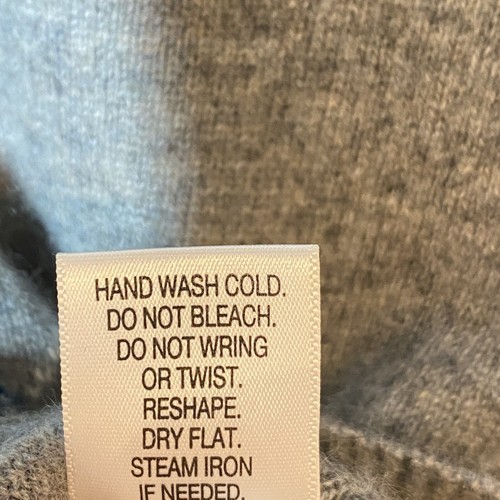 HAND WASH COLD.
DO NOT BLEACH.
DO NOT WRING
OR TWIST.
RESHAPE.
DRY FLAT.
STEAM IRON
IF NEEDED.